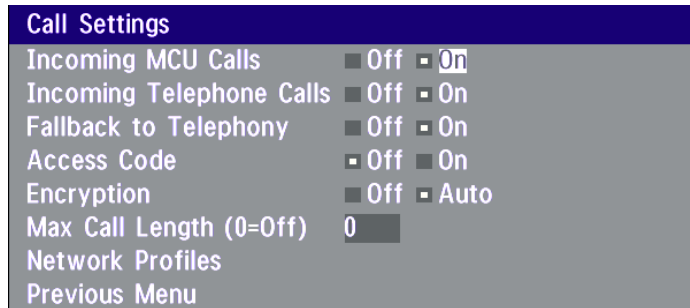 Call Settings
Incoming MCU Calls Off On
Incoming Telephone Calls Off On
Fallback to Telephony Off On
Access Code Off On
Encryption Off Auto
Max Call Length (0=Off) 0
Network Profiles
Previous Menu